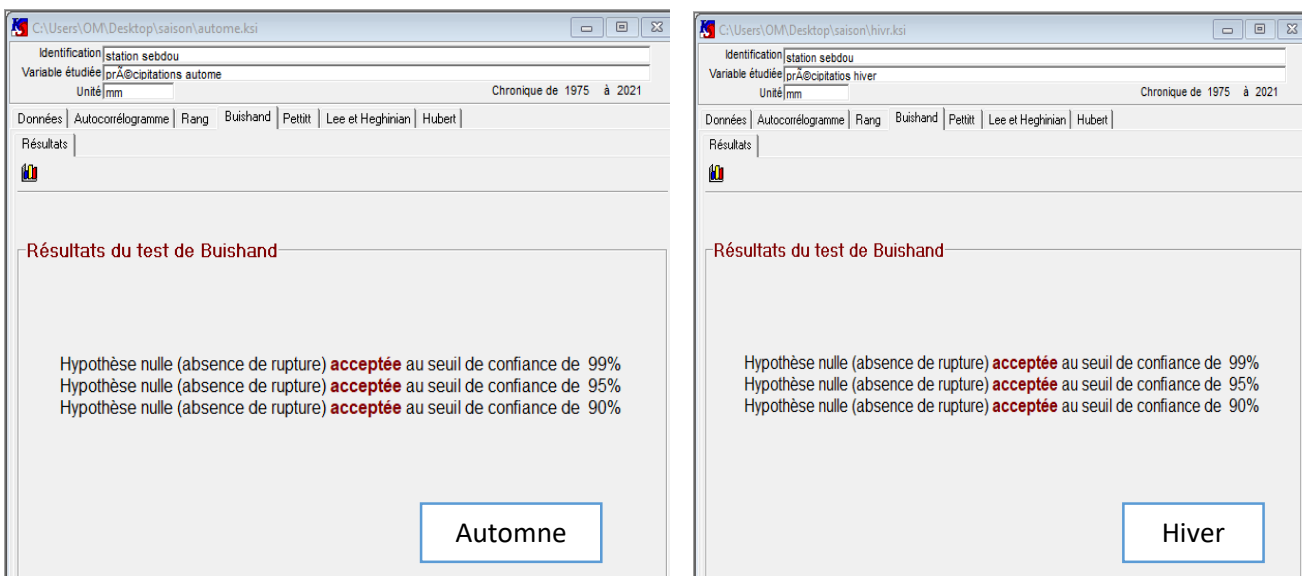 C:\Users\OM\Desktop\saison\autome.ksi
Identification station sebdou
Variable étudiée prÃ©cipitations autome
Unité mm Chronique de 1975 à 2021
Données Autocorrélogramme Rang Buishand Pettitt Lee et Heghinian Hubert
Résultats
Résultats du test de Buishand
Hypothèse nulle (absence de rupture) acceptée au seuil de confiance de 99%
Hypothèse nulle (absence de rupture) acceptée au seuil de confiance de 95%
Hypothèse nulle (absence de rupture) acceptée au seuil de confiance de 90%
Automne
C:\Users\OM\Desktop\saison\hivr.ksi
Identification station sebdou
Variable étudiée prÃ©cipitatios hiver
Unité mm Chronique de 1975 à 2021
Données Autocorrélogramme Rang Buishand Pettitt Lee et Heghinian Hubert
Résultats
Résultats du test de Buishand
Hypothèse nulle (absence de rupture) acceptée au seuil de confiance de 99%
Hypothèse nulle (absence de rupture) acceptée au seuil de confiance de 95%
Hypothèse nulle (absence de rupture) acceptée au seuil de confiance de 90%
Hiver